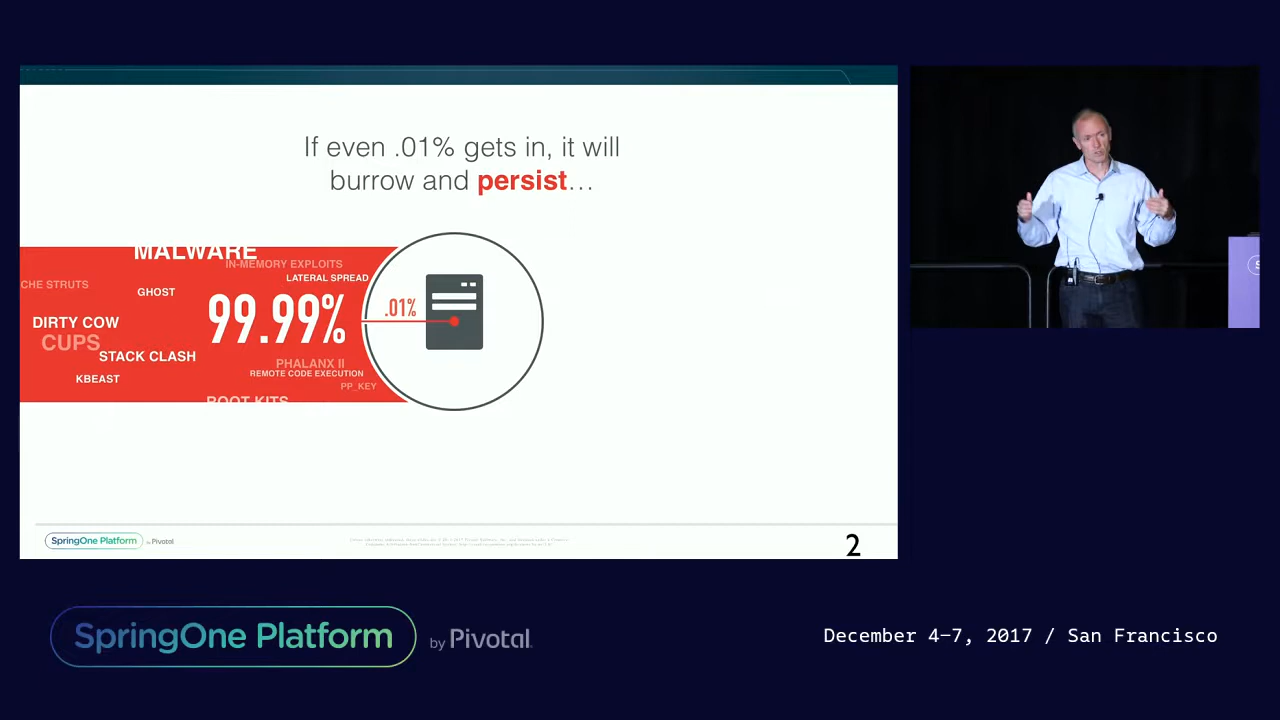 If even .01% gets in, it will
burrow and persist…
MALWARE
IN-MEMORY EXPLOITS
LATERAL SPREAD
CHE STRUTS
GHOST
99.99%
.01%
DIRTY COW
CUPS
STACK CLASH
PHALANX II
REMOTE CODE EXECUTION
KBEAST
PP_KEY
ROOT KITS
SpringOne Platform by Pivotal
2
SpringOne Platform by Pivotal
December 4–7, 2017 / San Francisco